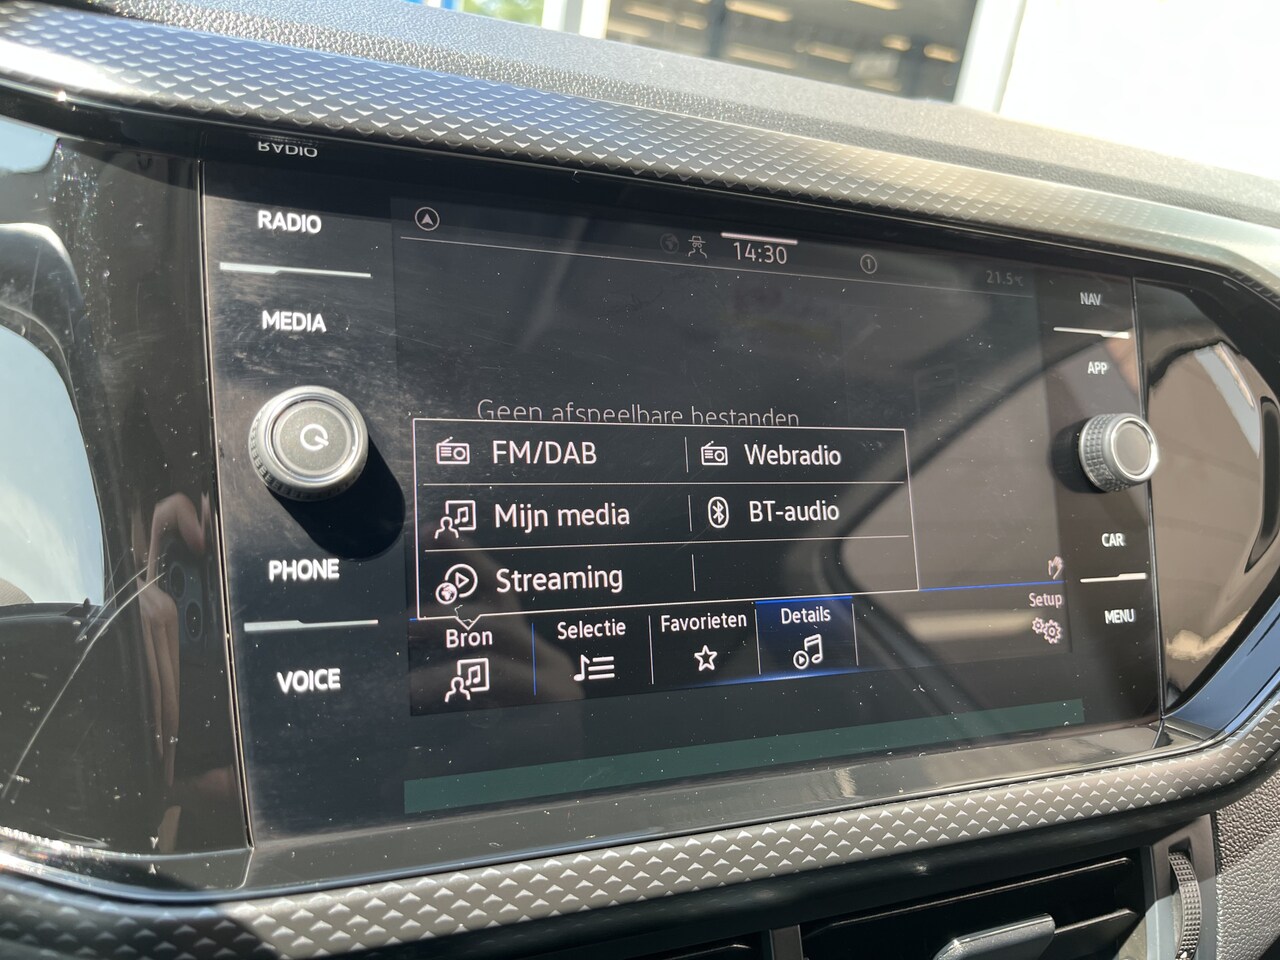 RADIO
MEDIA
PHONE
VOICE
14:30
1
21.5°C
Geen afspeelbare bestanden
FM/DAB
Webradio
Mijn media
BT-audio
Streaming
Bron
Selectie
Favorieten
Details
Setup
NAV
APP
CAR
MENU